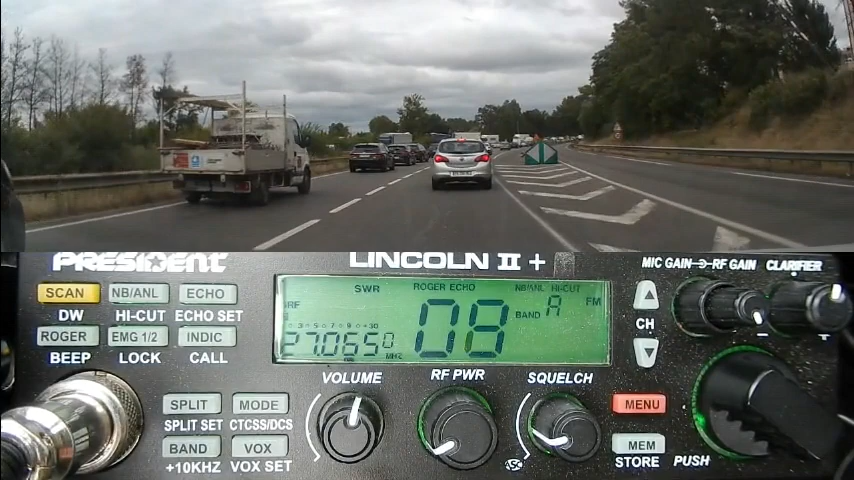 PRESIDENT LINCOLN II +
MIC GAIN RF GAIN CLARIFIER
SCAN NB/ANL ECHO
DW HI-CUT ECHO SET
ROGER EMG 1/2 INDIC
BEEP LOCK CALL
SWR ROGER ECHO NB/ANL HI-CUT
RF BAND A FM
08
27.0650 MHZ
CH
VOLUME RF PWR SQUELCH
SPLIT MODE
SPLIT SET CTCSS/DCS
BAND VOX
+10KHZ VOX SET
ASC
MENU
MEM
STORE PUSH